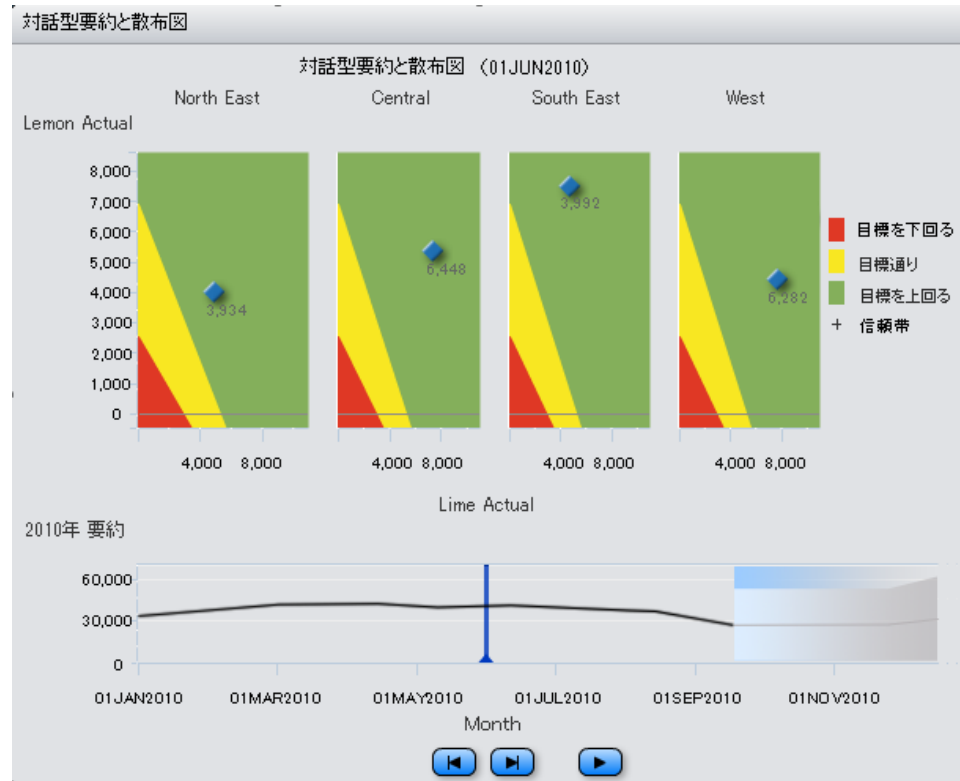 対話型要約と散布図
対話型要約と散布図 （01JUN2010）
North East Central South East West
Lemon Actual
8,000
7,000
6,000
5,000
4,000
3,000
2,000
1,000
0
3,934
6,448
3,992
6,282
目標を下回る
目標通り
目標を上回る
+ 信頼帯
4,000 8,000 4,000 8,000 4,000 8,000 4,000 8,000
Lime Actual
2010年 要約
60,000
30,000
0
01JAN2010 01MAR2010 01MAY2010 01JUL2010 01SEP2010 01NOV2010
Month